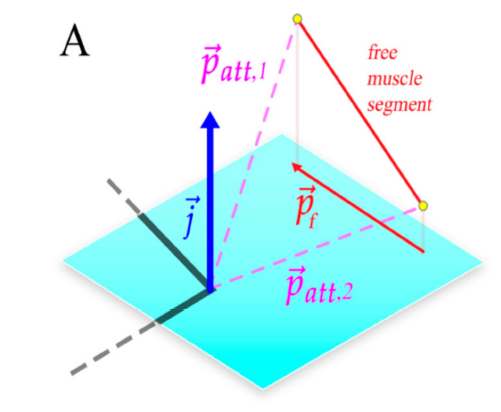 A
p⃗att,1
free
muscle
segment
j⃗
p⃗f
p⃗att,2